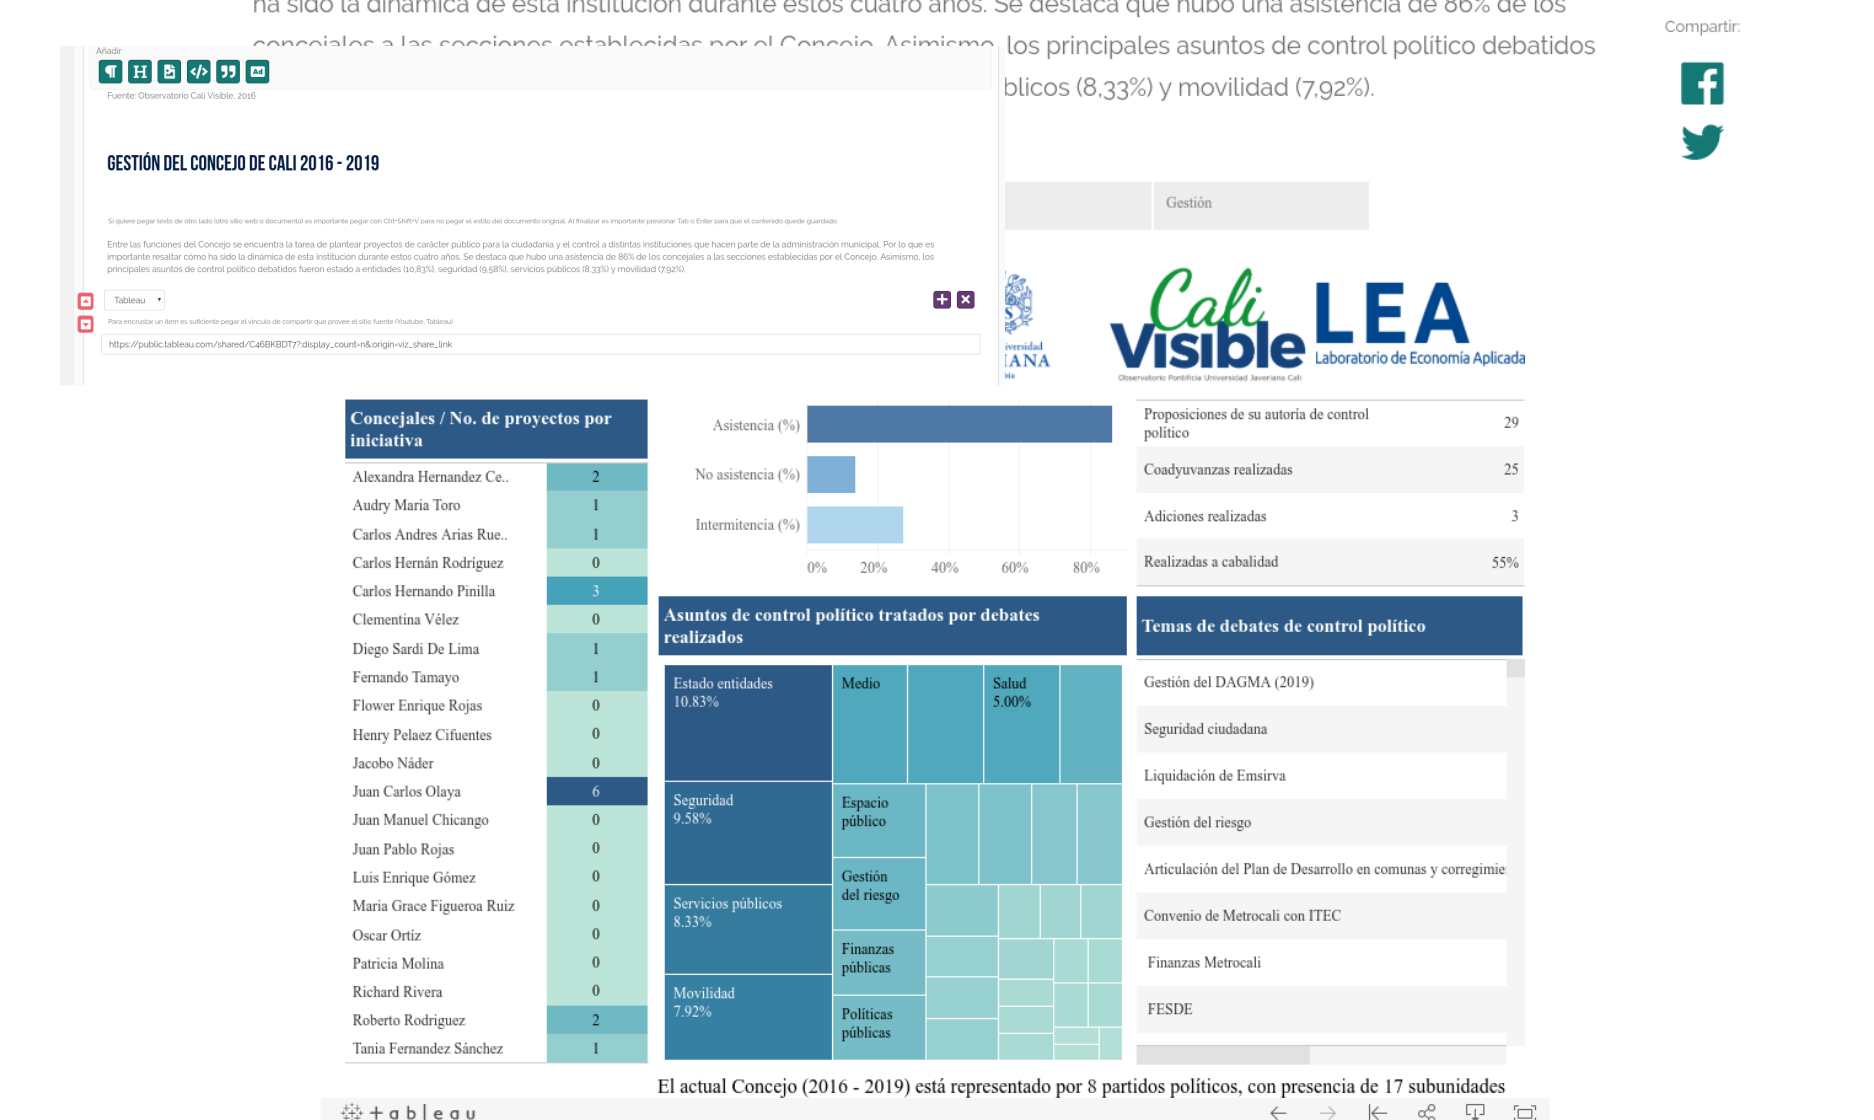 ha sido la dinámica de esta institución durante estos cuatro años. Se destaca que hubo una asistencia de 86% de los
concejales a las secciones establecidas por el Concejo. Asimismo, los principales asuntos de control político debatidos
blicos (8,33%) y movilidad (7,92%).
Compartir:
Añadir
Ad
Fuente: Observatorio Cali Visible, 2016
GESTIÓN DEL CONCEJO DE CALI 2016 - 2019
Si quiere pegar texto de otro lado (otro sitio web o documento) es importante pegar con Ctrl+Shift+V para no pegar el estilo del documento original. Al finalizar es importante presionar Tab o Enter para que el contenido quede guardado.
Entre las funciones del Concejo se encuentra la tarea de plantear proyectos de carácter público para la ciudadanía y el control a distintas instituciones que hacen parte de la administración municipal. Por lo que es
importante resaltar cómo ha sido la dinámica de esta institución durante estos cuatro años. Se destaca que hubo una asistencia de 86% de los concejales a las secciones establecidas por el Concejo. Asimismo, los
principales asuntos de control político debatidos fueron estado a entidades (10,83%), seguridad (9,58%), servicios públicos (8,33%) y movilidad (7,92%).
Tableau
Para encrustar un ítem es suficiente pegar el vínculo de compartir que provee el sitio fuente (Youtube, Tableau)
https://public.tableau.com/shared/C46BKBDT7?:display_count=n&:origin=viz_share_link
Gestión
iversidad
IANA
Cali
Visible
Observatorio Pontificia Universidad Javeriana Cali
LEA
Laboratorio de Economía Aplicada
Concejales / No. de proyectos por
iniciativa
Alexandra Hernandez Ce.. 2
Audry Maria Toro 1
Carlos Andres Arias Rue.. 1
Carlos Hernán Rodríguez 0
Carlos Hernando Pinilla 3
Clementina Vélez 0
Diego Sardi De Lima 1
Fernando Tamayo 1
Flower Enrique Rojas 0
Henry Pelaez Cifuentes 0
Jacobo Náder 0
Juan Carlos Olaya 6
Juan Manuel Chicango 0
Juan Pablo Rojas 0
Luis Enrique Gómez 0
Maria Grace Figueroa Ruiz 0
Oscar Ortíz 0
Patricia Molina 0
Richard Rivera 0
Roberto Rodriguez 2
Tania Fernandez Sánchez 1
Asistencia (%)
No asistencia (%)
Intermitencia (%)
0% 20% 40% 60% 80%
Asuntos de control político tratados por debates
realizados
Estado entidades
10.83%
Seguridad
9.58%
Servicios públicos
8.33%
Movilidad
7.92%
Medio
Salud
5.00%
Espacio
público
Gestión
del riesgo
Finanzas
públicas
Políticas
públicas
Proposiciones de su autoría de control
político 29
Coadyuvanzas realizadas 25
Adiciones realizadas 3
Realizadas a cabalidad 55%
Temas de debates de control político
Gestión del DAGMA (2019)
Seguridad ciudadana
Liquidación de Emsirva
Gestión del riesgo
Articulación del Plan de Desarrollo en comunas y corregimie
Convenio de Metrocali con ITEC
Finanzas Metrocali
FESDE
El actual Concejo (2016 - 2019) está representado por 8 partidos políticos, con presencia de 17 subunidades
+ a b l e a u